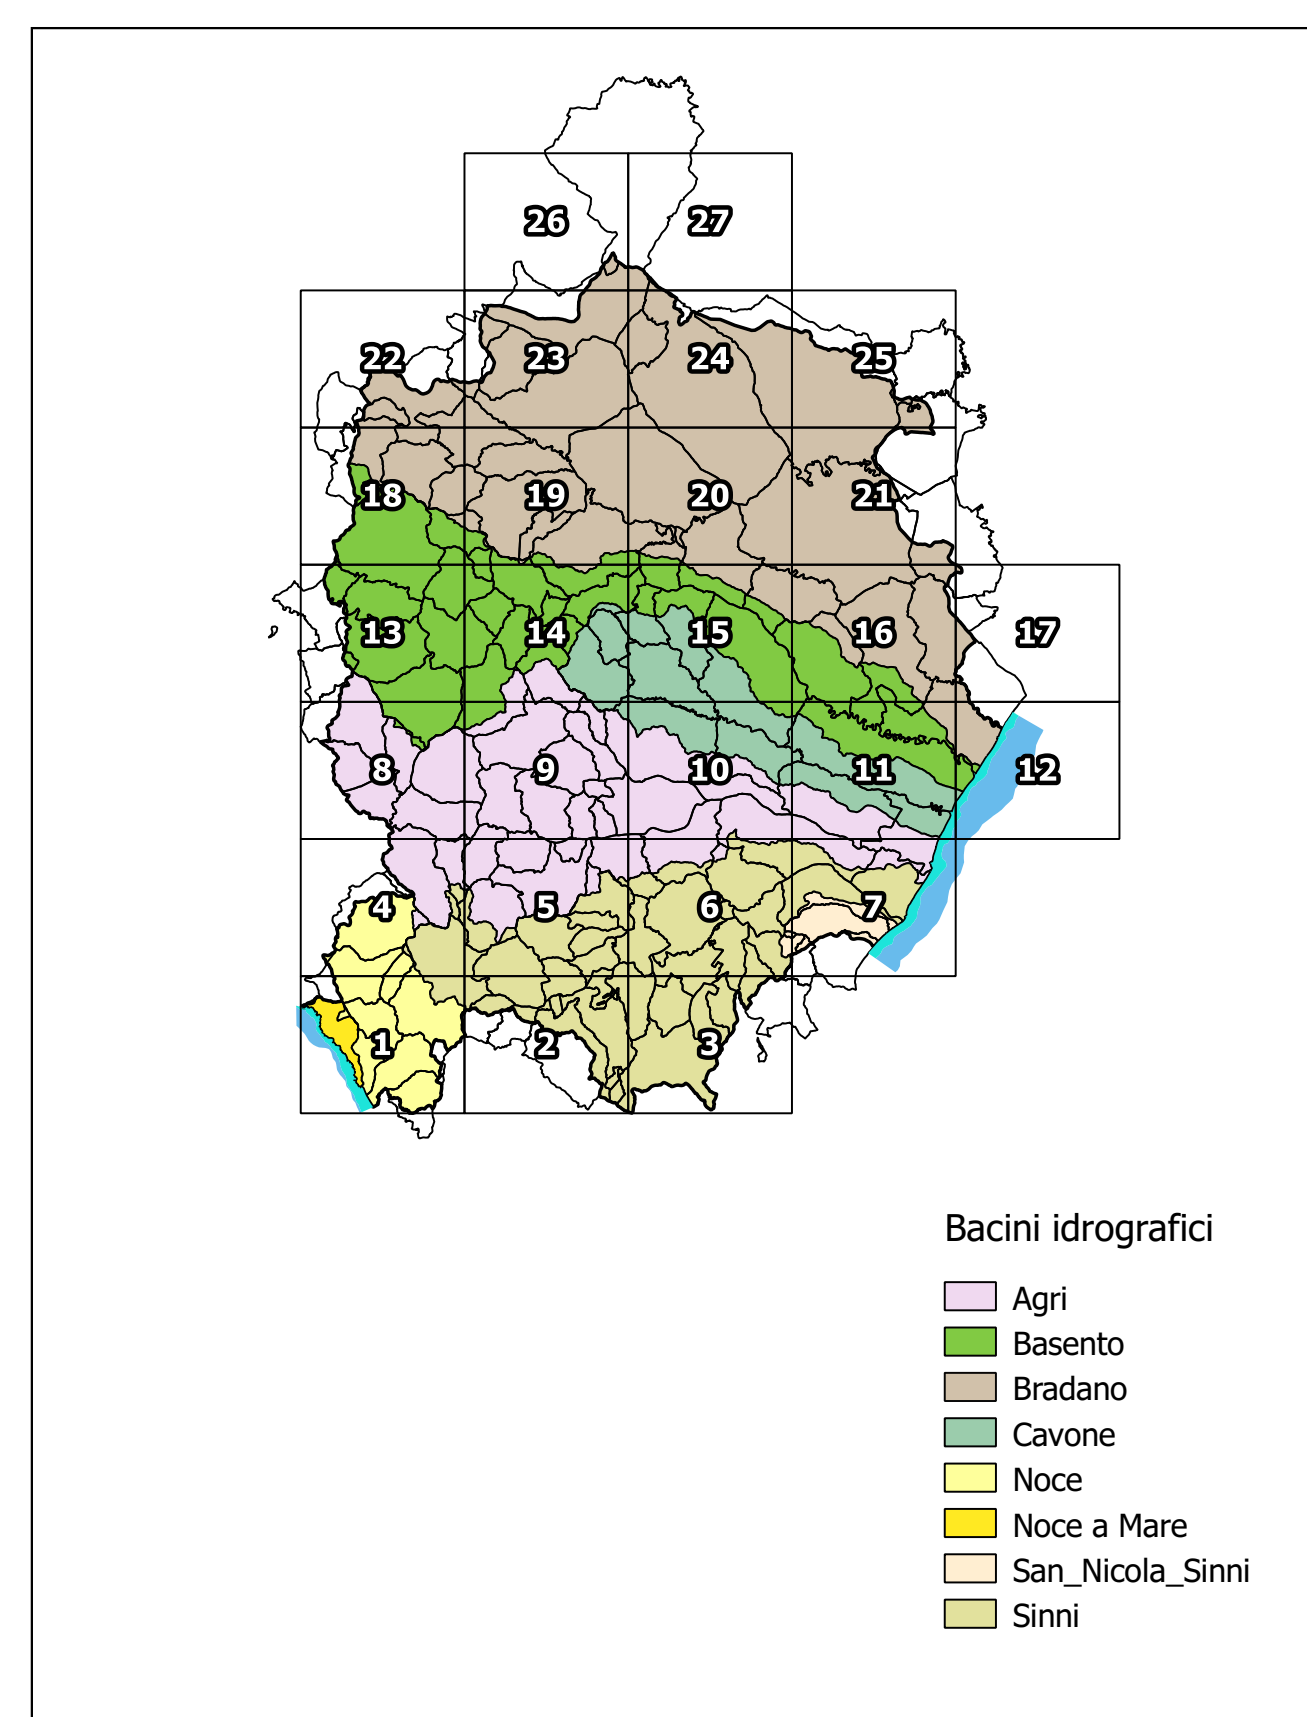 26 27
22 23 24 25
18 19 20 21
13 14 15 16 17
8 9 10 11 12
4 5 6 7
1 2 3
Bacini idrografici
Agri
Basento
Bradano
Cavone
Noce
Noce a Mare
San_Nicola_Sinni
Sinni